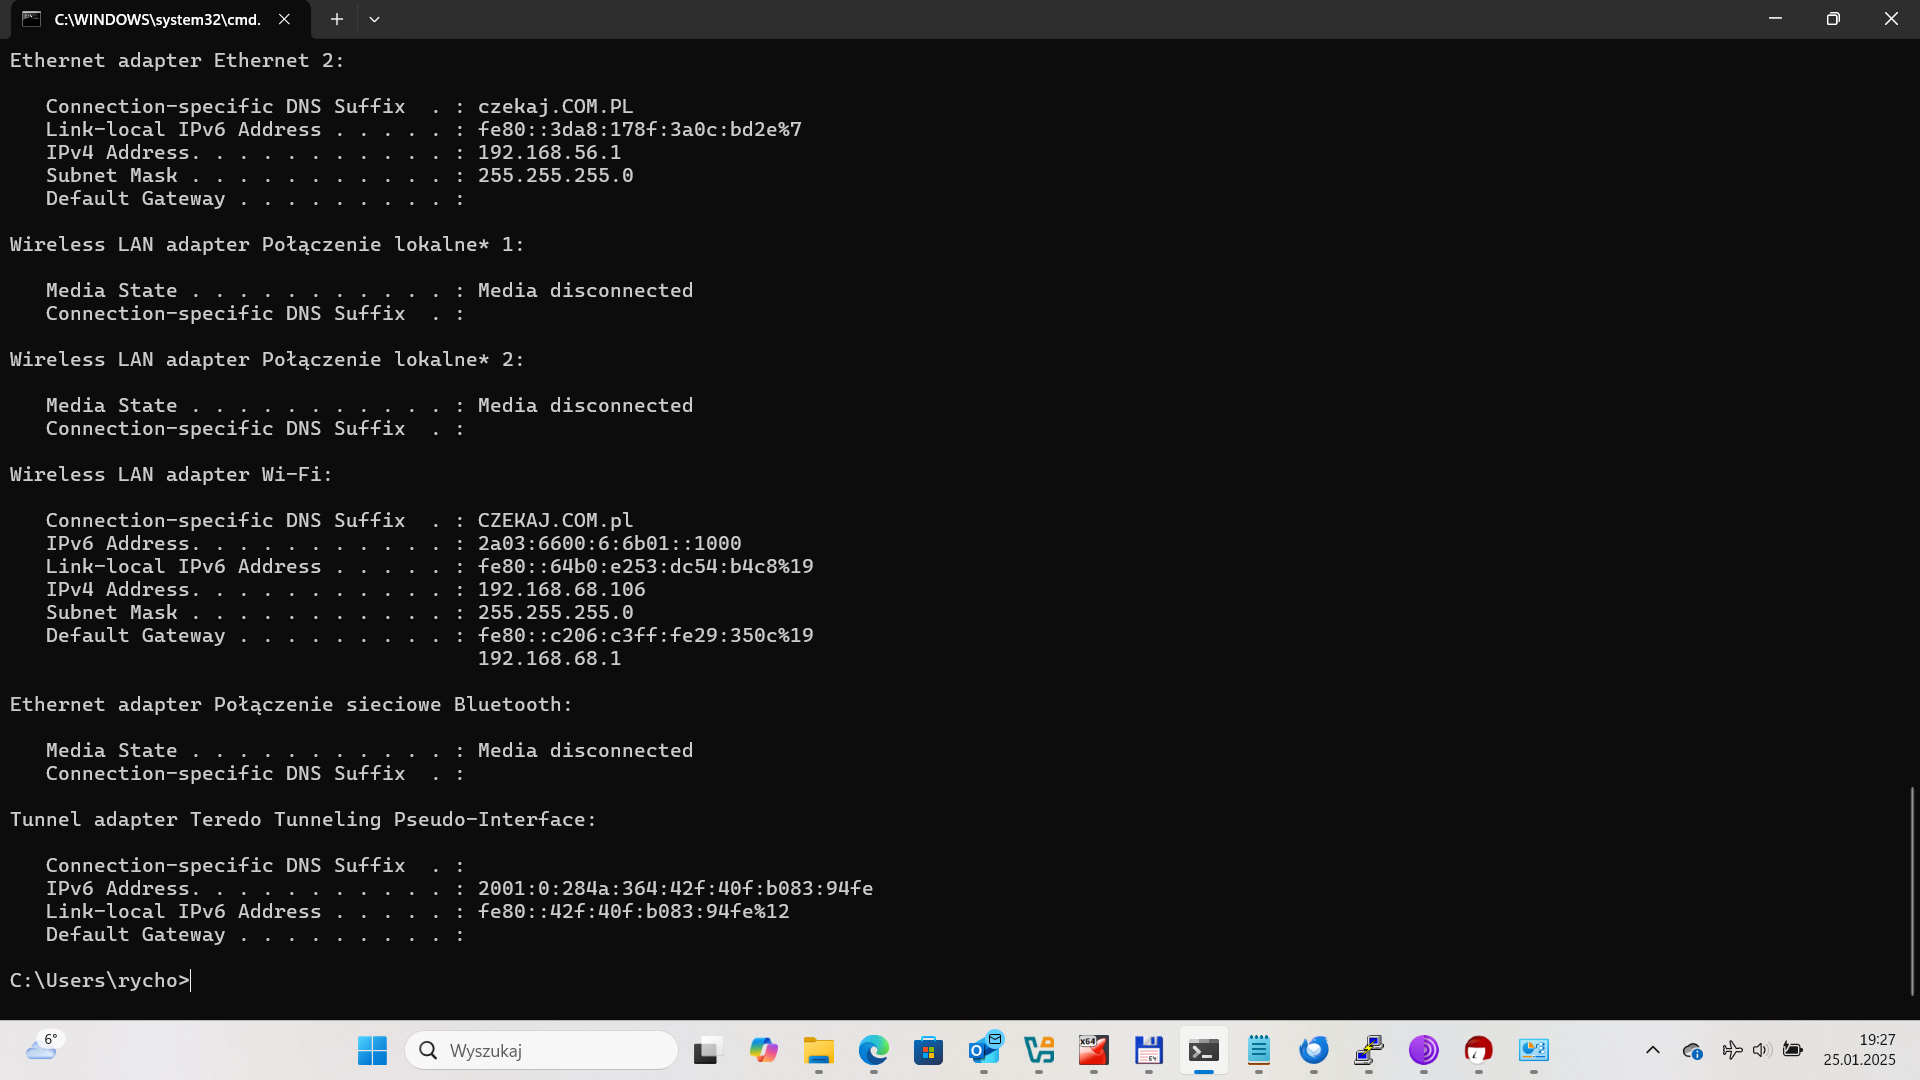 C:\WINDOWS\system32\cmd.
Ethernet adapter Ethernet 2:
Connection-specific DNS Suffix  . : czekaj.COM.PL
Link-local IPv6 Address . . . . . : fe80::3da8:178f:3a0c:bd2e%7
IPv4 Address. . . . . . . . . . . : 192.168.56.1
Subnet Mask . . . . . . . . . . . : 255.255.255.0
Default Gateway . . . . . . . . . :
Wireless LAN adapter Połączenie lokalne* 1:
Media State . . . . . . . . . . . : Media disconnected
Connection-specific DNS Suffix  . :
Wireless LAN adapter Połączenie lokalne* 2:
Media State . . . . . . . . . . . : Media disconnected
Connection-specific DNS Suffix  . :
Wireless LAN adapter Wi-Fi:
Connection-specific DNS Suffix  . : CZEKAJ.COM.pl
IPv6 Address. . . . . . . . . . . : 2a03:6600:6:6b01::1000
Link-local IPv6 Address . . . . . : fe80::64b0:e253:dc54:b4c8%19
IPv4 Address. . . . . . . . . . . : 192.168.68.106
Subnet Mask . . . . . . . . . . . : 255.255.255.0
Default Gateway . . . . . . . . . : fe80::c206:c3ff:fe29:350c%19
192.168.68.1
Ethernet adapter Połączenie sieciowe Bluetooth:
Media State . . . . . . . . . . . : Media disconnected
Connection-specific DNS Suffix  . :
Tunnel adapter Teredo Tunneling Pseudo-Interface:
Connection-specific DNS Suffix  . :
IPv6 Address. . . . . . . . . . . : 2001:0:284a:364:42f:40f:b083:94fe
Link-local IPv6 Address . . . . . : fe80::42f:40f:b083:94fe%12
Default Gateway . . . . . . . . . :
C:\Users\rycho>
6°
Wyszukaj
x64
64
19:27
25.01.2025